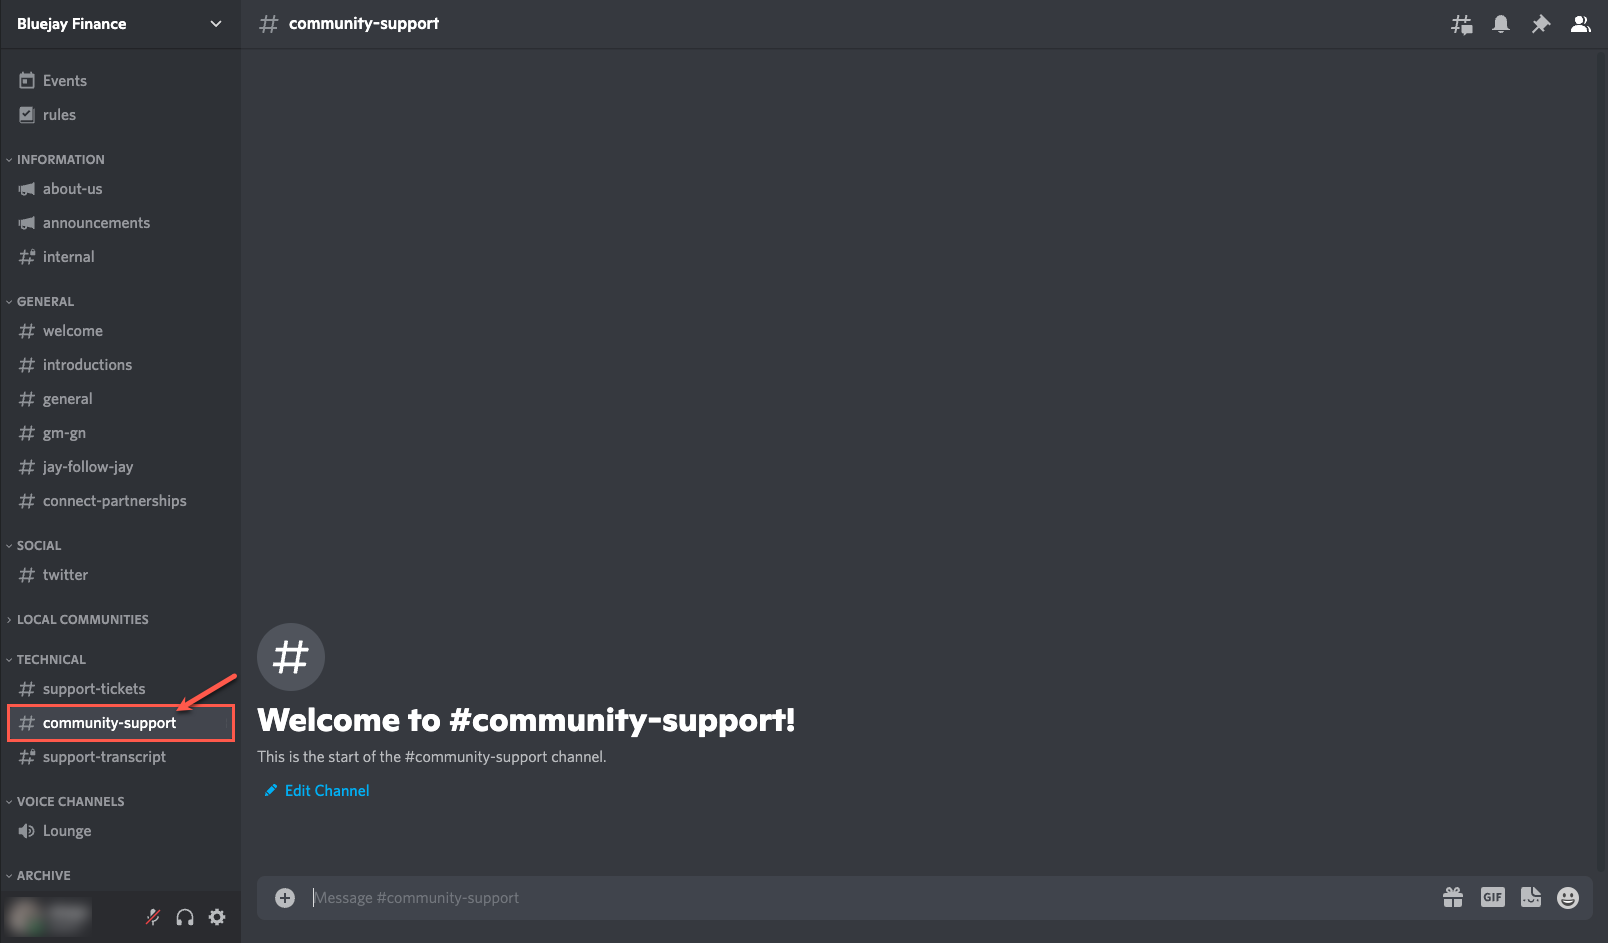 Bluejay Finance
Events
rules
INFORMATION
about-us
announcements
internal
GENERAL
welcome
introductions
general
gm-gn
jay-follow-jay
connect-partnerships
SOCIAL
twitter
LOCAL COMMUNITIES
TECHNICAL
support-tickets
community-support
support-transcript
VOICE CHANNELS
Lounge
ARCHIVE
# community-support
Welcome to #community-support!
This is the start of the #community-support channel.
Edit Channel
Message #community-support
GIF